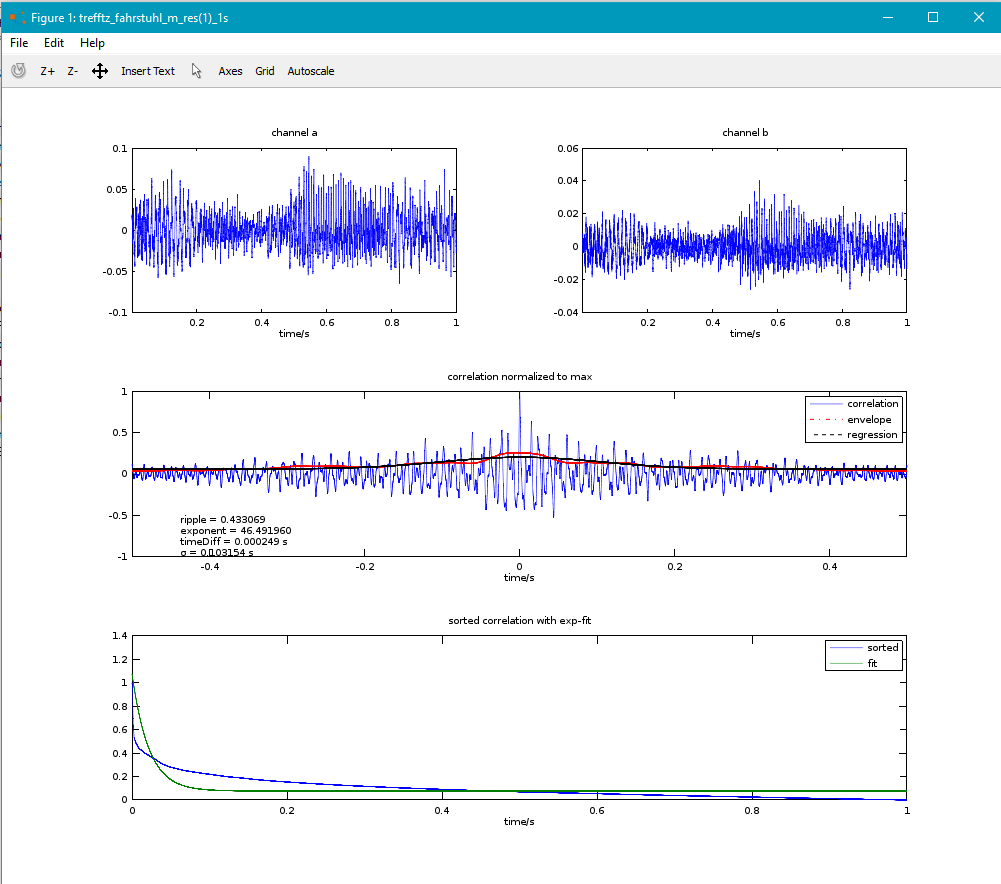 Figure 1: trefftz_fahrstuhl_m_res(1)_1s
File Edit Help
Z+ Z- Insert Text Axes Grid Autoscale
channel a
0.1
0.05
0
-0.05
-0.1
0.2 0.4 0.6 0.8 1
time/s
channel b
0.06
0.04
0.02
0
-0.02
-0.04
0.2 0.4 0.6 0.8 1
time/s
correlation normalized to max
1
0.5
0
-0.5
-1
correlation
envelope
regression
ripple = 0.433069
exponent = 46.491960
timeDiff = 0.000249 s
σ = 0.103154 s
-0.4 -0.2 0 0.2 0.4
time/s
sorted correlation with exp-fit
1.4
1.2
1
0.8
0.6
0.4
0.2
0
sorted
fit
0 0.2 0.4 0.6 0.8 1
time/s